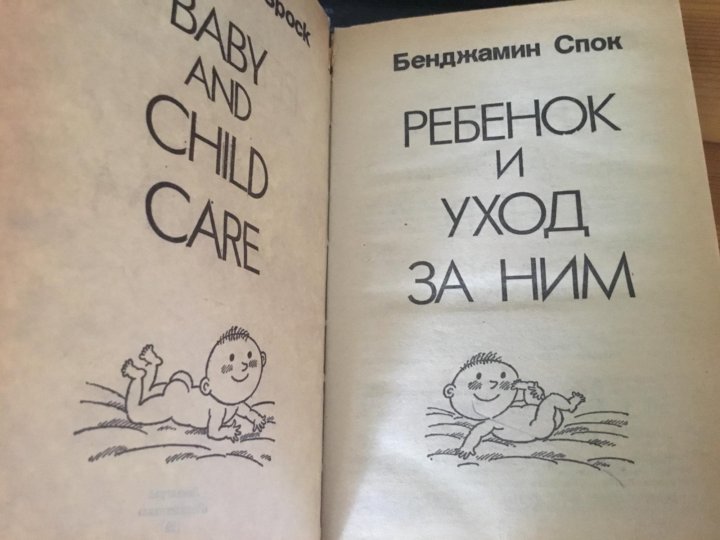 Spock
BABY
AND
CHILD
CARE
Бенджамин Спок
РЕБЕНОК
И
УХОД
ЗА НИМ